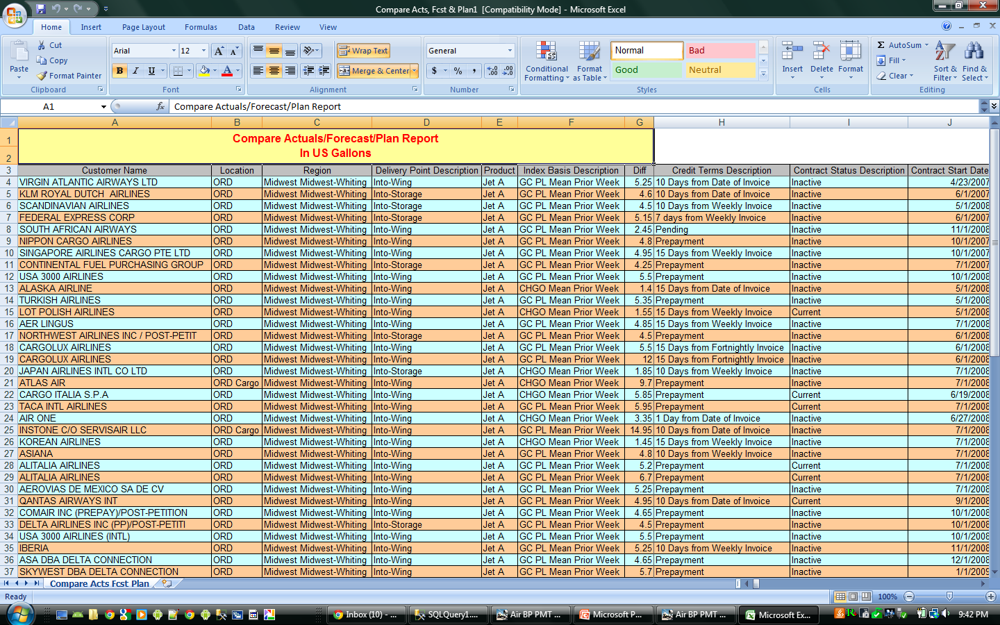 Compare Acts, Fcst & Plan1 [Compatibility Mode] - Microsoft Excel
Home Insert Page Layout Formulas Data Review View
Paste Cut Copy Format Painter Clipboard
Arial 12 B I U Font
Wrap Text Merge & Center Alignment
General $ % , Number
Conditional Formatting Format as Table Normal Bad Good Neutral Styles
Insert Delete Format Cells
Σ AutoSum Fill Clear Sort & Filter Find & Select Editing
A1 fx Compare Actuals/Forecast/Plan Report
A B C D E F G H I J
1 Compare Actuals/Forecast/Plan Report
2 In US Gallons
3 Customer Name Location Region Delivery Point Description Product Index Basis Description Diff Credit Terms Description Contract Status Description Contract Start Date
4 VIRGIN ATLANTIC AIRWAYS LTD ORD Midwest Midwest-Whiting Into-Wing Jet A GC PL Mean Prior Week 5.25 10 Days from Date of Invoice Inactive 4/23/2007
5 KLM ROYAL DUTCH AIRLINES ORD Midwest Midwest-Whiting Into-Storage Jet A GC PL Mean Prior Week 4.6 10 Days from Date of Invoice Inactive 6/1/2007
6 SCANDINAVIAN AIRLINES ORD Midwest Midwest-Whiting Into-Storage Jet A GC PL Mean Prior Week 4.5 10 Days from Weekly Invoice Inactive 5/1/2008
7 FEDERAL EXPRESS CORP ORD Midwest Midwest-Whiting Into-Storage Jet A GC PL Mean Prior Week 5.15 7 days from Weekly Invoice Inactive 6/1/2007
8 SOUTH AFRICAN AIRWAYS ORD Midwest Midwest-Whiting Into-Wing Jet A GC PL Mean Prior Week 2.45 Pending Inactive 11/1/2008
9 NIPPON CARGO AIRLINES ORD Midwest Midwest-Whiting Into-Wing Jet A GC PL Mean Prior Week 4.8 Prepayment Inactive 10/1/2007
10 SINGAPORE AIRLINES CARGO PTE LTD ORD Midwest Midwest-Whiting Into-Wing Jet A GC PL Mean Prior Week 4.95 15 Days from Weekly Invoice Inactive 10/1/2007
11 CONTINENTAL FUEL PURCHASING GROUP ORD Midwest Midwest-Whiting Into-Storage Jet A GC PL Mean Prior Week 4.25 Prepayment Inactive 7/1/2007
12 USA 3000 AIRLINES ORD Midwest Midwest-Whiting Into-Wing Jet A GC PL Mean Prior Week 5.5 Prepayment Inactive 10/1/2008
13 ALASKA AIRLINE ORD Midwest Midwest-Whiting Into-Wing Jet A CHGO Mean Prior Week 1.4 15 Days from Date of Invoice Inactive 5/1/2008
14 TURKISH AIRLINES ORD Midwest Midwest-Whiting Into-Wing Jet A GC PL Mean Prior Week 5.35 Prepayment Inactive 5/1/2008
15 LOT POLISH AIRLINES ORD Midwest Midwest-Whiting Into-Wing Jet A CHGO Mean Prior Week 1.55 15 Days from Weekly Invoice Current 5/1/2008
16 AER LINGUS ORD Midwest Midwest-Whiting Into-Wing Jet A GC PL Mean Prior Week 4.85 15 Days from Weekly Invoice Inactive 7/1/2008
17 NORTHWEST AIRLINES INC / POST-PETIT ORD Midwest Midwest-Whiting Into-Storage Jet A GC PL Mean Prior Week 4.5 Prepayment Inactive 6/1/2008
18 CARGOLUX AIRLINES ORD Midwest Midwest-Whiting Into-Wing Jet A GC PL Mean Prior Week 5.5 15 Days from Fortnightly Invoice Inactive 6/1/2008
19 CARGOLUX AIRLINES ORD Midwest Midwest-Whiting Into-Wing Jet A GC PL Mean Prior Week 12 15 Days from Fortnightly Invoice Inactive 6/1/2008
20 JAPAN AIRLINES INTL CO LTD ORD Midwest Midwest-Whiting Into-Storage Jet A CHGO Mean Prior Week 1.85 10 Days from Weekly Invoice Inactive 7/1/2008
21 ATLAS AIR ORD Cargo Midwest Midwest-Whiting Into-Wing Jet A CHGO Mean Prior Week 9.7 Prepayment Inactive 7/1/2008
22 CARGO ITALIA S.P.A ORD Midwest Midwest-Whiting Into-Wing Jet A CHGO Mean Prior Week 5.85 Prepayment Current 6/19/2008
23 TACA INTL AIRLINES ORD Midwest Midwest-Whiting Into-Wing Jet A GC PL Mean Prior Week 5.95 Prepayment Current 7/1/2008
24 AIR ONE ORD Midwest Midwest-Whiting Into-Wing Jet A CHGO Mean Prior Week 3.35 1 Day from Date of Invoice Inactive 6/27/2008
25 INSTONE C/O SERVISAIR LLC ORD Cargo Midwest Midwest-Whiting Into-Wing Jet A GC PL Mean Prior Week 14.95 10 Days from Date of Invoice Inactive 7/1/2008
26 KOREAN AIRLINES ORD Midwest Midwest-Whiting Into-Wing Jet A CHGO Mean Prior Week 1.45 15 Days from Weekly Invoice Inactive 7/1/2008
27 ASIANA ORD Midwest Midwest-Whiting Into-Wing Jet A GC PL Mean Prior Week 4.8 10 Days from Weekly Invoice Inactive 7/1/2008
28 ALITALIA AIRLINES ORD Midwest Midwest-Whiting Into-Wing Jet A GC PL Mean Prior Week 5.2 Prepayment Current 7/1/2008
29 ALITALIA AIRLINES ORD Midwest Midwest-Whiting Into-Wing Jet A GC PL Mean Prior Week 6.7 Prepayment Current 7/1/2008
30 AEROVIAS DE MEXICO SA DE CV ORD Midwest Midwest-Whiting Into-Wing Jet A GC PL Mean Prior Week 5.25 Prepayment Inactive 7/1/2008
31 QANTAS AIRWAYS INT ORD Midwest Midwest-Whiting Into-Wing Jet A GC PL Mean Prior Week 4.95 10 Days from Date of Invoice Current 9/1/2008
32 COMAIR INC (PREPAY)/POST-PETITION ORD Midwest Midwest-Whiting Into-Wing Jet A GC PL Mean Prior Week 4.65 Prepayment Inactive 10/1/2008
33 DELTA AIRLINES INC (PP)/POST-PETITI ORD Midwest Midwest-Whiting Into-Storage Jet A GC PL Mean Prior Week 4.5 Prepayment Inactive 10/1/2008
34 USA 3000 AIRLINES (INTL) ORD Midwest Midwest-Whiting Into-Wing Jet A GC PL Mean Prior Week 5.5 Prepayment Inactive 10/1/2008
35 IBERIA ORD Midwest Midwest-Whiting Into-Wing Jet A GC PL Mean Prior Week 5.25 10 Days from Weekly Invoice Inactive 11/1/2008
36 ASA DBA DELTA CONNECTION ORD Midwest Midwest-Whiting Into-Wing Jet A GC PL Mean Prior Week 4.65 Prepayment Inactive 12/1/2008
37 SKYWEST DBA DELTA CONNECTION ORD Midwest Midwest-Whiting Into-Wing Jet A GC PL Mean Prior Week 5.7 Prepayment Inactive 1/1/2009
Compare Acts Fcst Plan
Ready 100%
Inbox (10) - ... SQLQuery1.... Air BP PMT ... Microsoft P... Air BP PMT ... Microsoft Ex... 9:42 PM